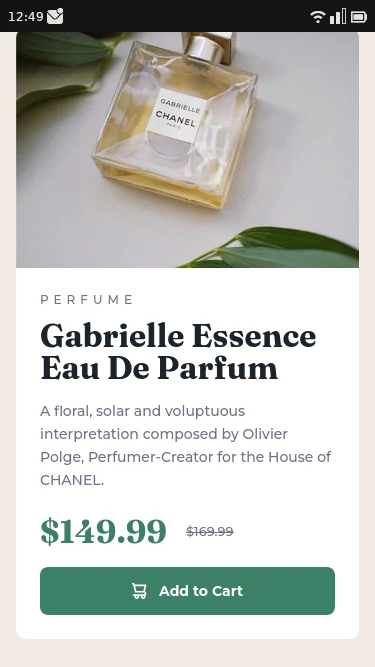 12:49
GABRIELLE
CHANEL
PARIS
PERFUME
Gabrielle Essence
Eau De Parfum
A floral, solar and voluptuous
interpretation composed by Olivier
Polge, Perfumer-Creator for the House of
CHANEL.
$149.99 $169.99
Add to Cart